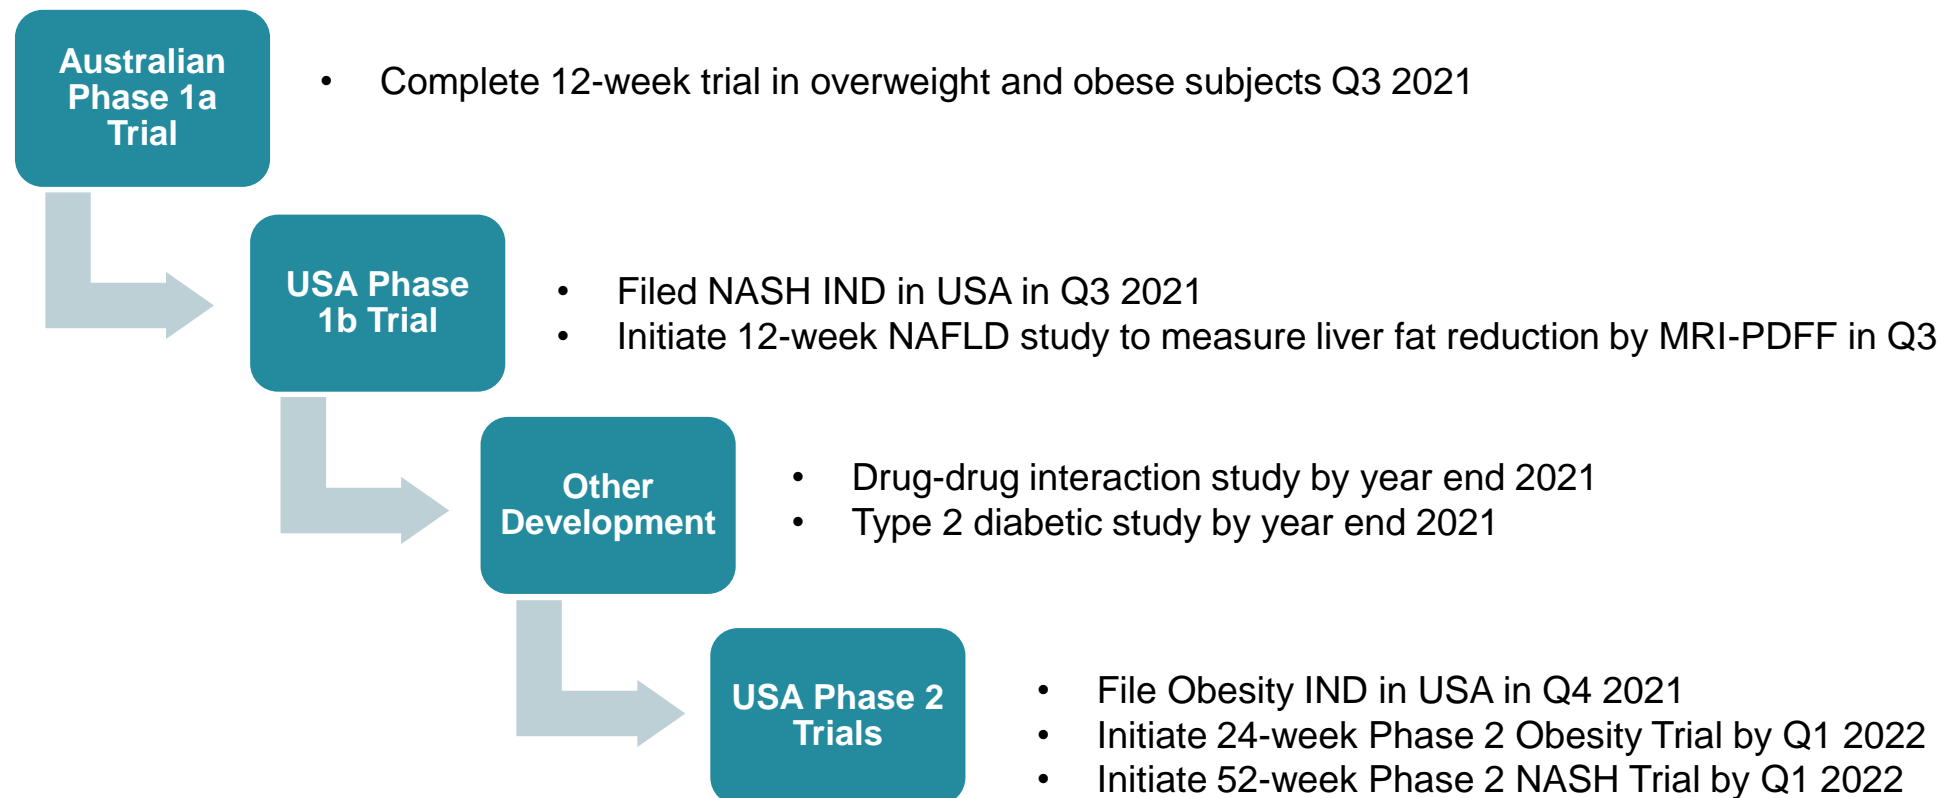 Australian
Phase 1a
Trial
• Complete 12-week trial in overweight and obese subjects Q3 2021
USA Phase
1b Trial
• Filed NASH IND in USA in Q3 2021
• Initiate 12-week NAFLD study to measure liver fat reduction by MRI-PDFF in Q3
Other
Development
• Drug-drug interaction study by year end 2021
• Type 2 diabetic study by year end 2021
USA Phase 2
Trials
• File Obesity IND in USA in Q4 2021
• Initiate 24-week Phase 2 Obesity Trial by Q1 2022
• Initiate 52-week Phase 2 NASH Trial by Q1 2022